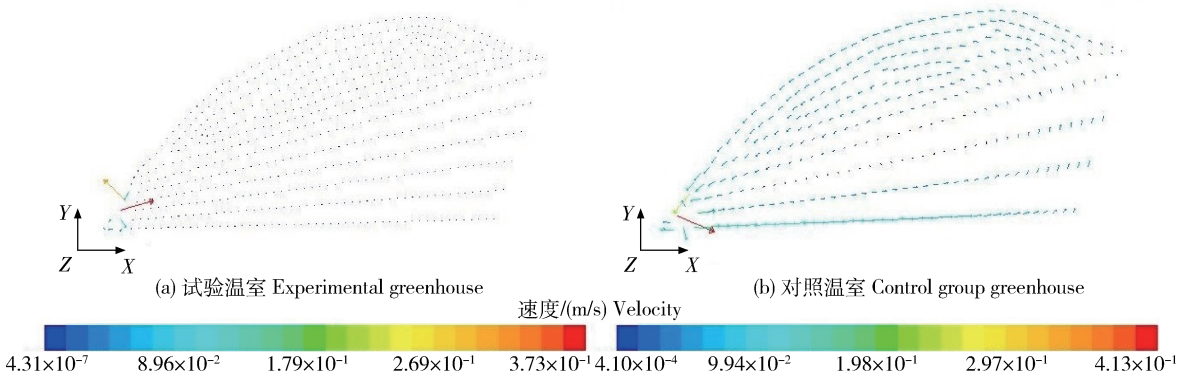 Y
Z
X
Y
Z
X
(a) 试验温室 Experimental greenhouse
(b) 对照温室 Control group greenhouse
速度/(m/s) Velocity
4.31×10⁻⁷ 8.96×10⁻² 1.79×10⁻¹ 2.69×10⁻¹ 3.73×10⁻¹
4.10×10⁻⁴ 9.94×10⁻² 1.98×10⁻¹ 2.97×10⁻¹ 4.13×10⁻¹